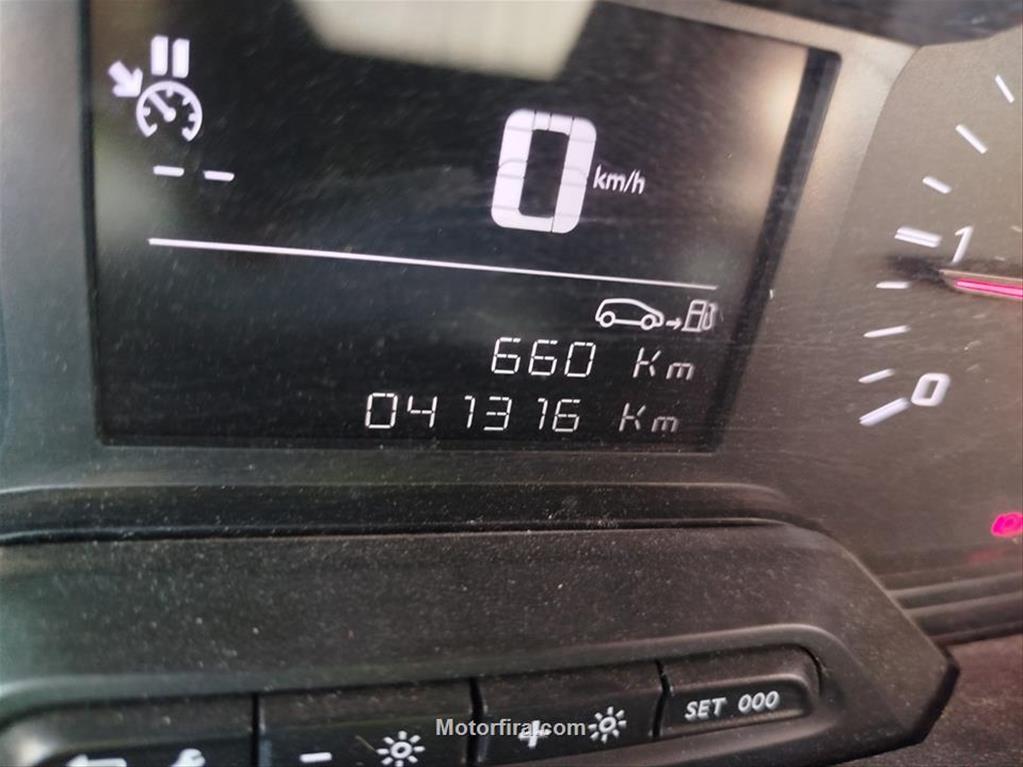 0 km/h
1
660 Km
0
041316 Km
SET 000
- +
Motorfira.com